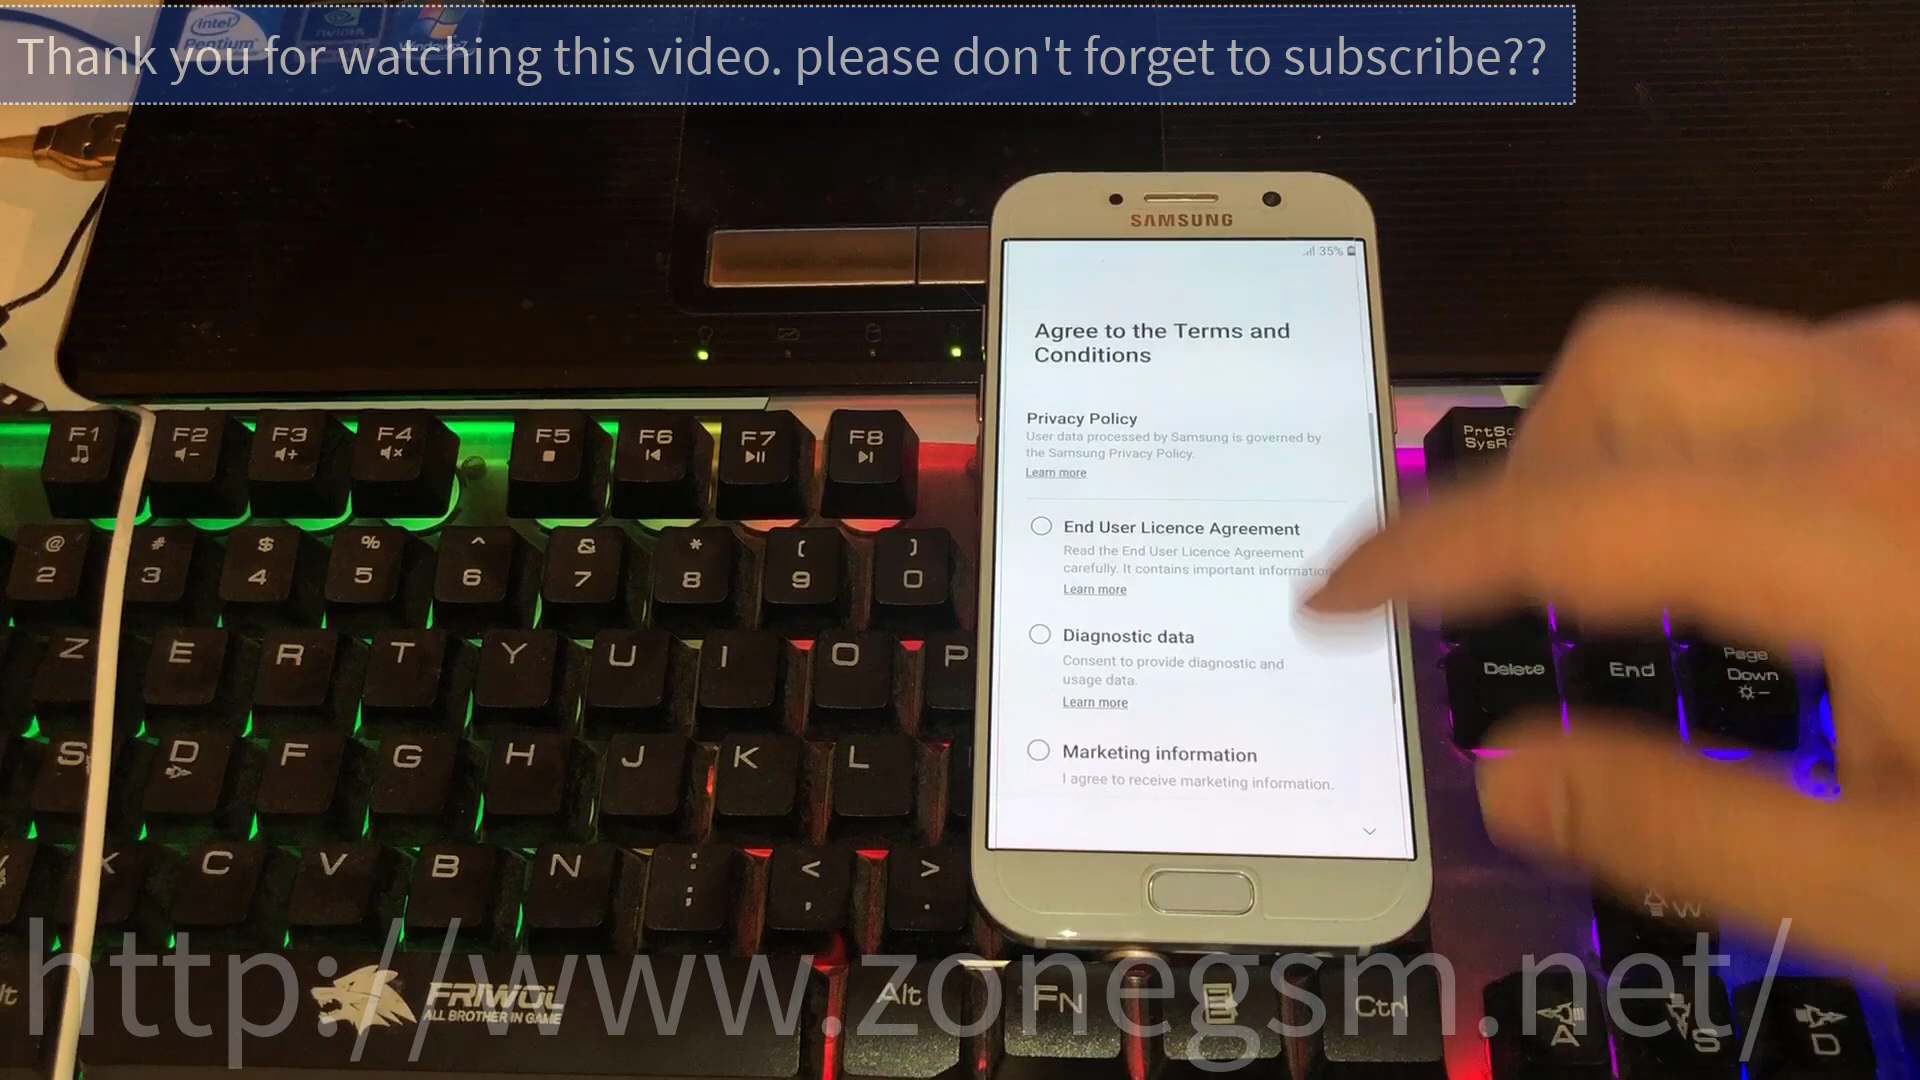 intel
Pentium
NVIDIA
Windows 7
Thank you for watching this video. please don't forget to subscribe??
SAMSUNG
35%
Agree to the Terms and
Conditions
Privacy Policy
User data processed by Samsung is governed by
the Samsung Privacy Policy.
Learn more
End User Licence Agreement
Read the End User Licence Agreement
carefully. It contains important information
Learn more
Diagnostic data
Consent to provide diagnostic and
usage data.
Learn more
Marketing information
I agree to receive marketing information.
F1 F2 F3 F4 F5 F6 F7 F8
@ # $ % ^ & * ( )
2 3 4 5 6 7 8 9 0
Z E R T Y U I O P
Delete End Page
Down
S D F G H J K L
C V B N ; : < , > .
W
http://www.zonegsm.net/
FRIWOL
ALL BROTHER IN GAME
Alt FN Ctrl
A S D